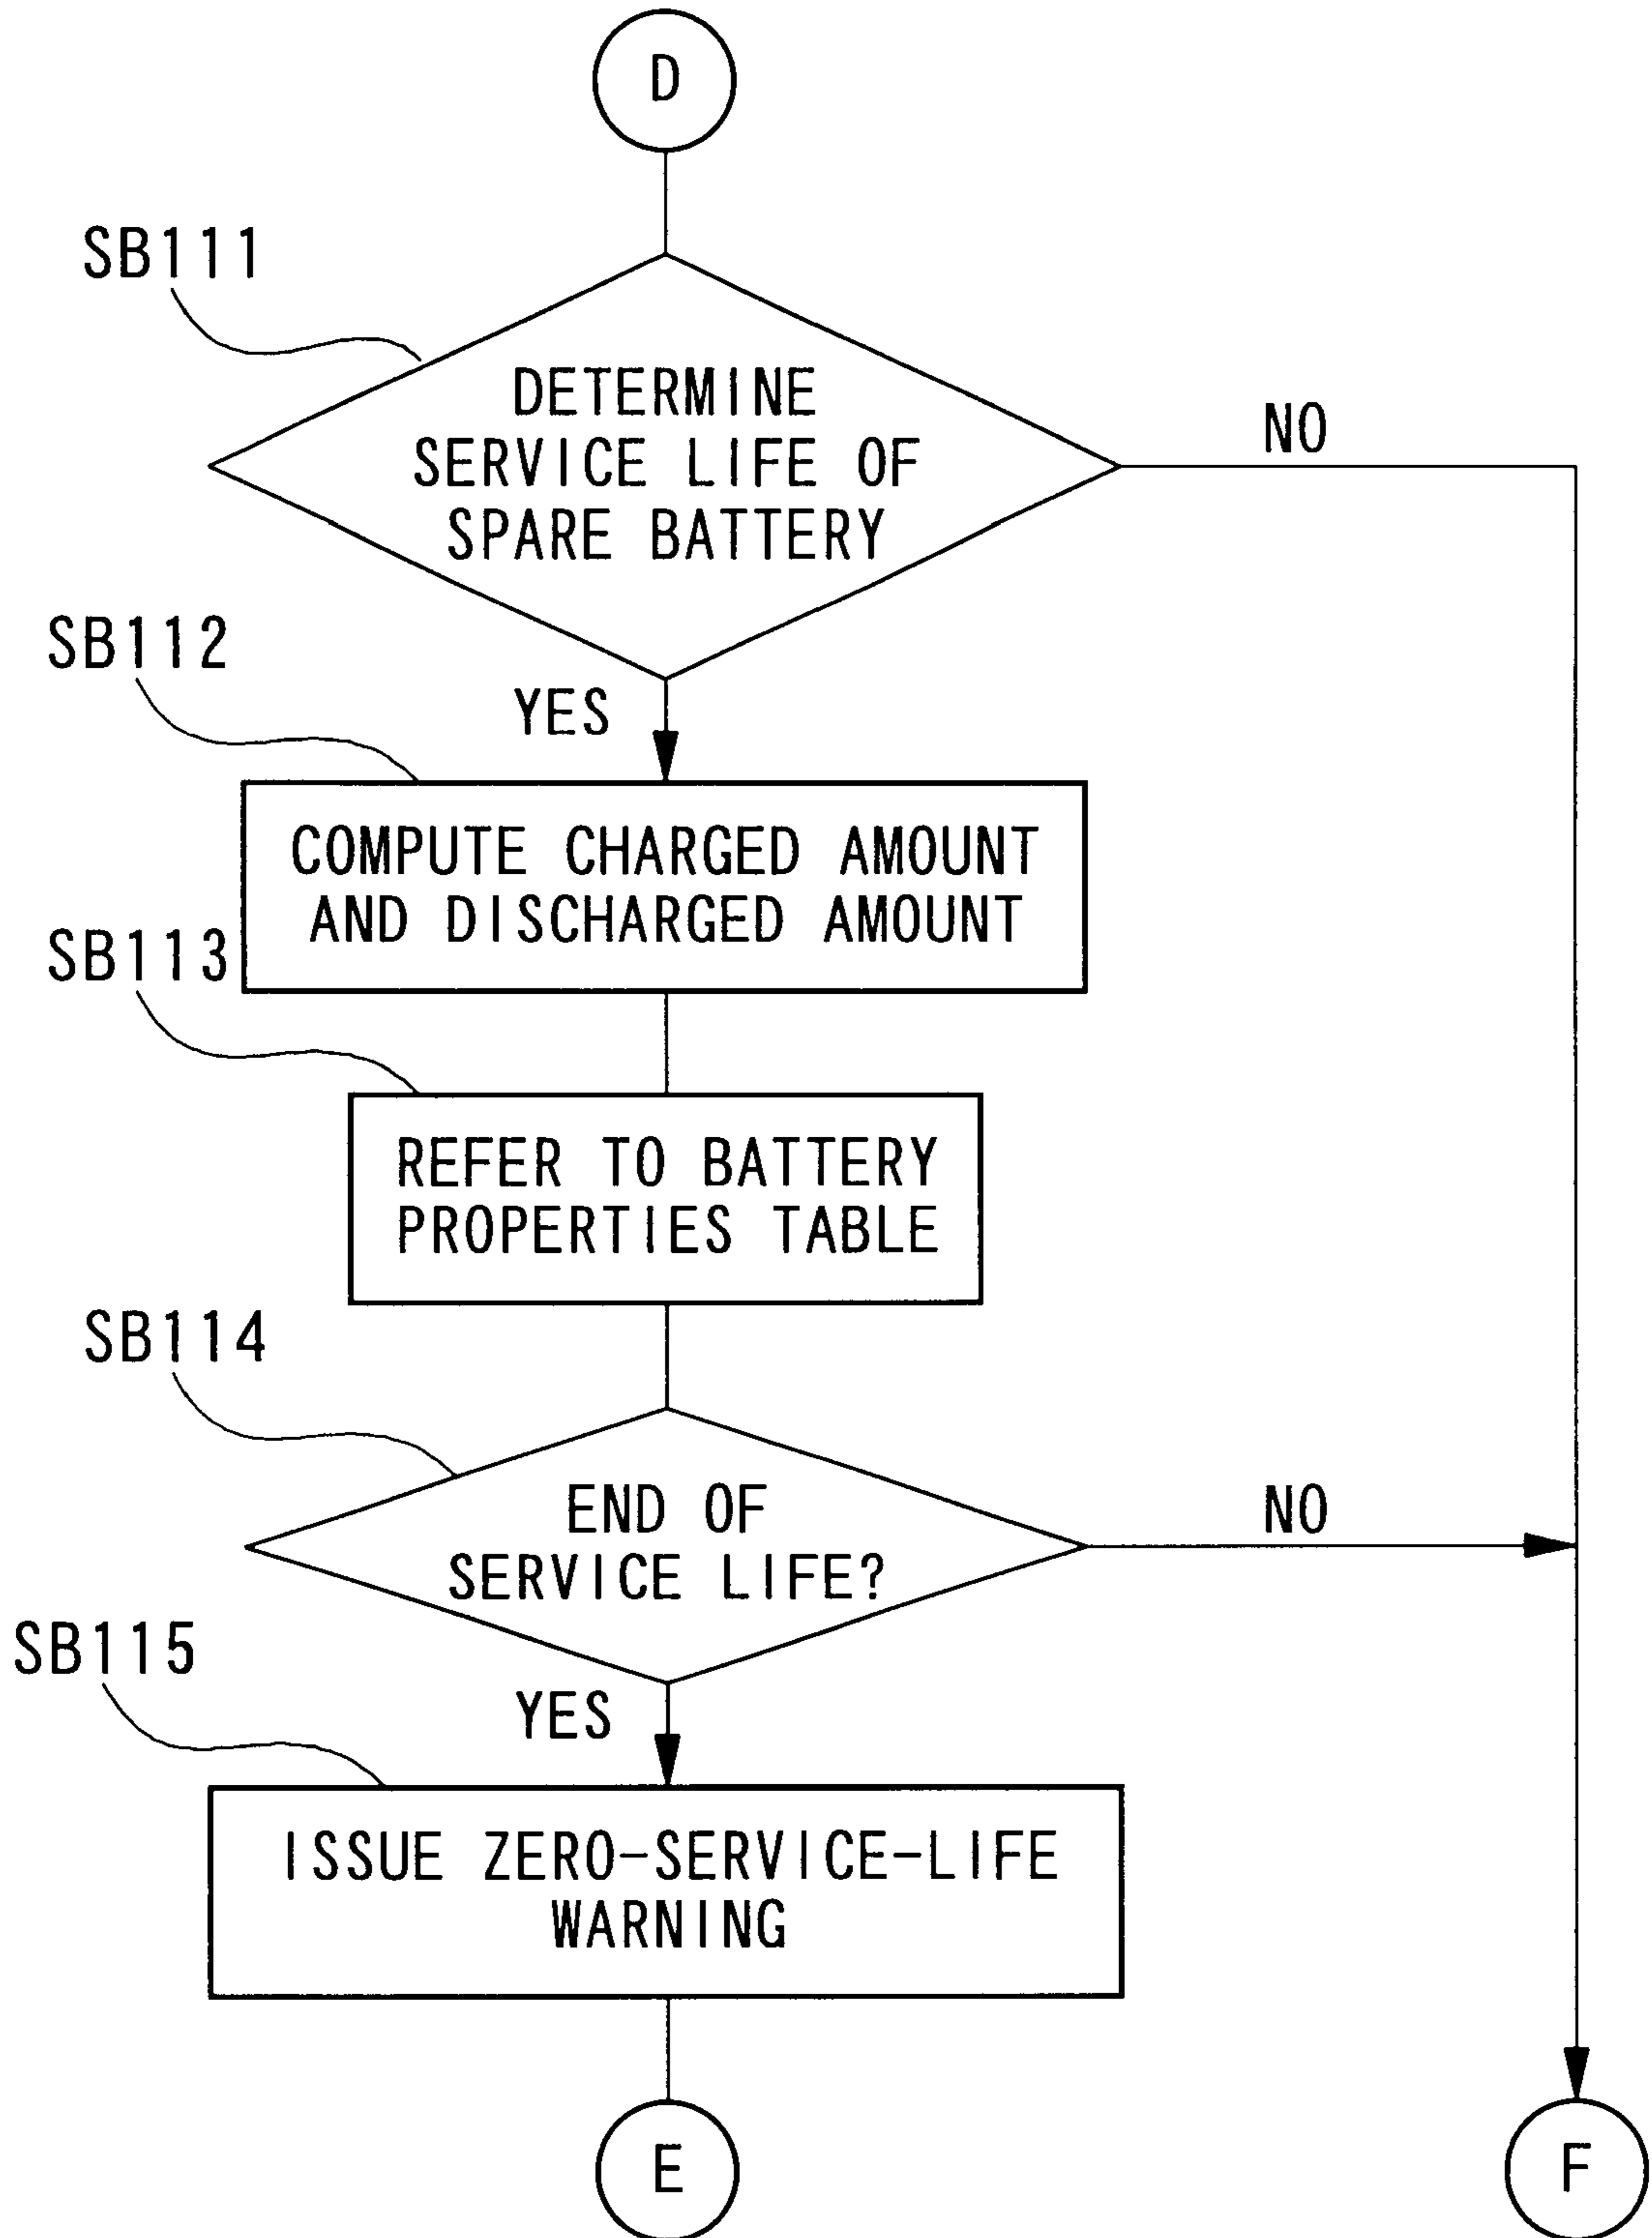 D
SB111
DETERMINE
SERVICE LIFE OF
SPARE BATTERY
NO
SB112
YES
COMPUTE CHARGED AMOUNT
AND DISCHARGED AMOUNT
SB113
REFER TO BATTERY
PROPERTIES TABLE
SB114
END OF
SERVICE LIFE?
NO
SB115
YES
ISSUE ZERO-SERVICE-LIFE
WARNING
E
F